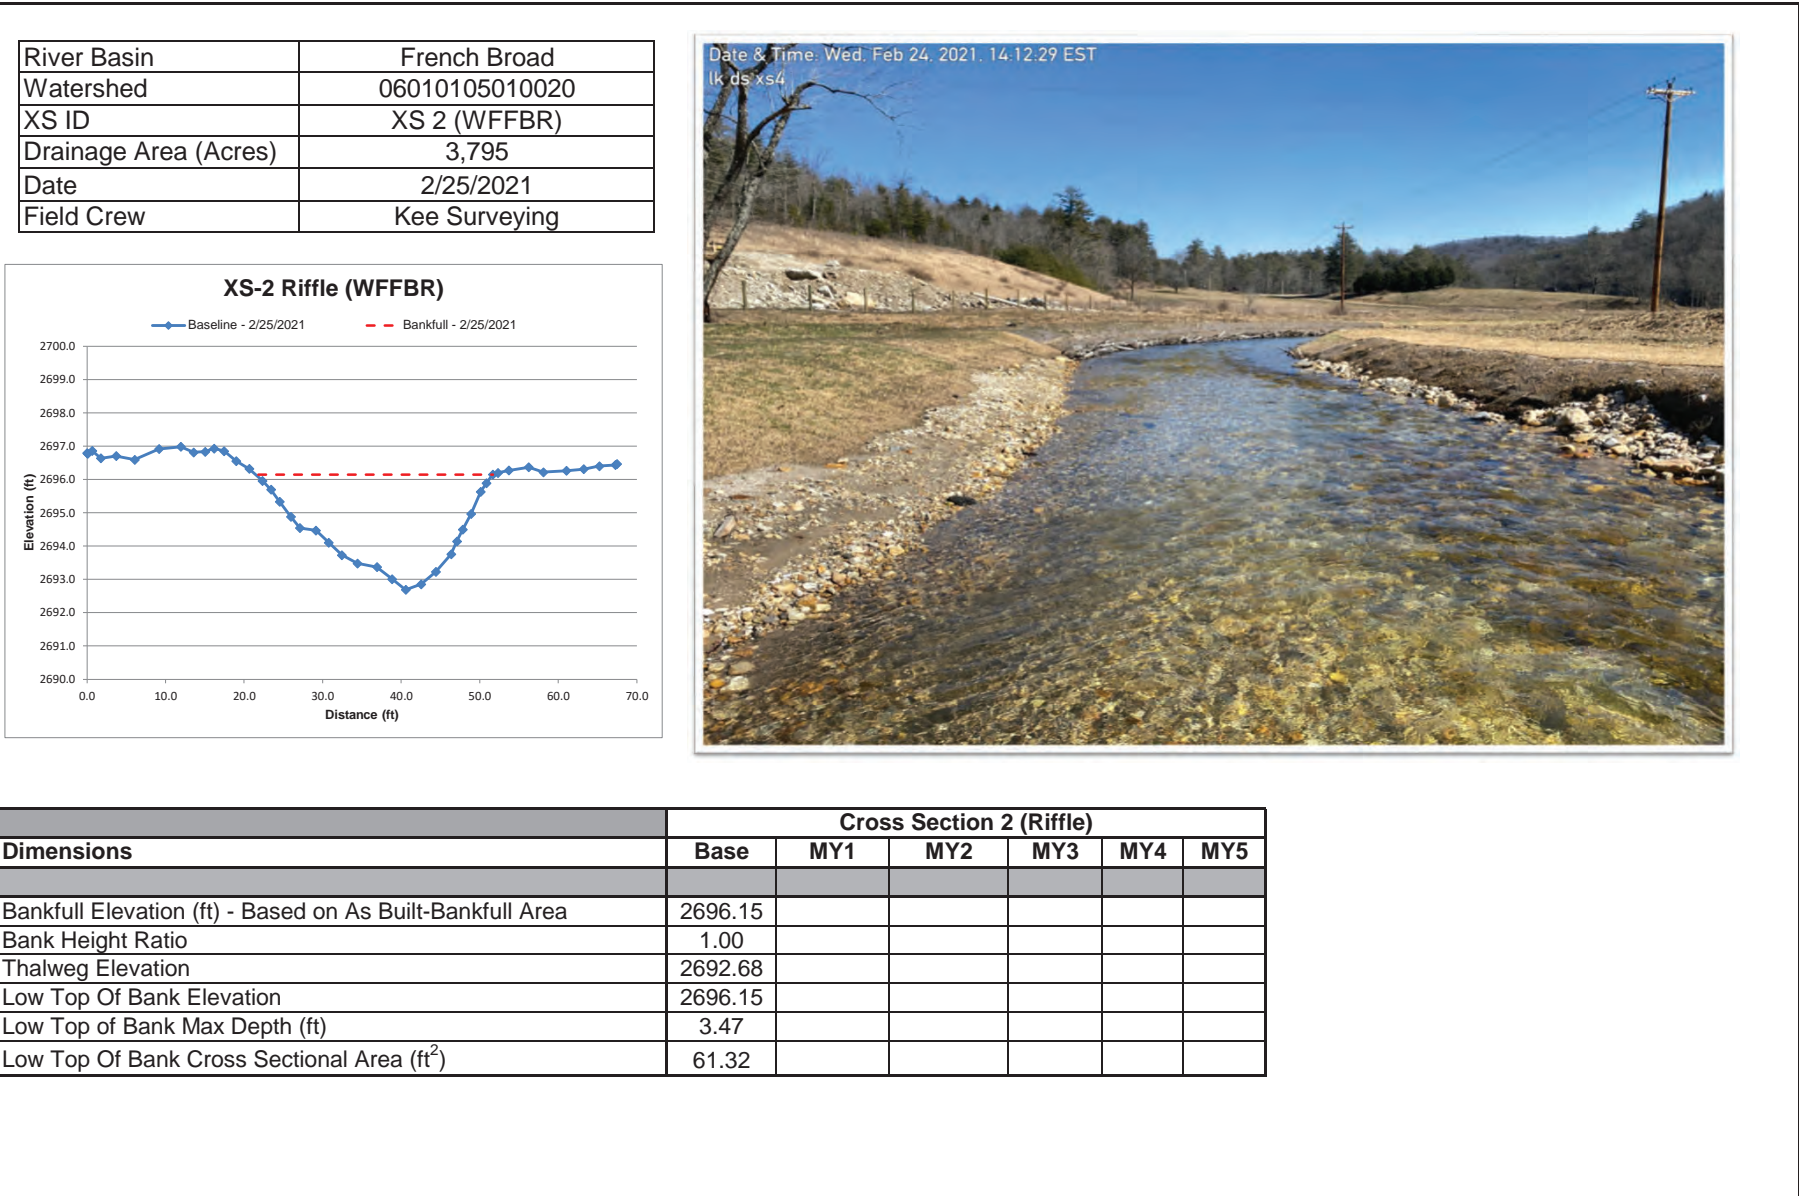 River Basin French Broad
Watershed 06010105010020
XS ID XS 2 (WFFBR)
Drainage Area (Acres) 3,795
Date 2/25/2021
Field Crew Kee Surveying
Date & Time: Wed, Feb 24, 2021, 14:12:29 EST
lk ds xs4
XS-2 Riffle (WFFBR)
Baseline - 2/25/2021 Bankfull - 2/25/2021
2700.0
2699.0
2698.0
2697.0
2696.0
2695.0
2694.0
2693.0
2692.0
2691.0
2690.0
Elevation (ft)
0.0 10.0 20.0 30.0 40.0 50.0 60.0 70.0
Distance (ft)
Cross Section 2 (Riffle)
Dimensions Base MY1 MY2 MY3 MY4 MY5
Bankfull Elevation (ft) - Based on As Built-Bankfull Area 2696.15
Bank Height Ratio 1.00
Thalweg Elevation 2692.68
Low Top Of Bank Elevation 2696.15
Low Top of Bank Max Depth (ft) 3.47
Low Top Of Bank Cross Sectional Area (ft²) 61.32